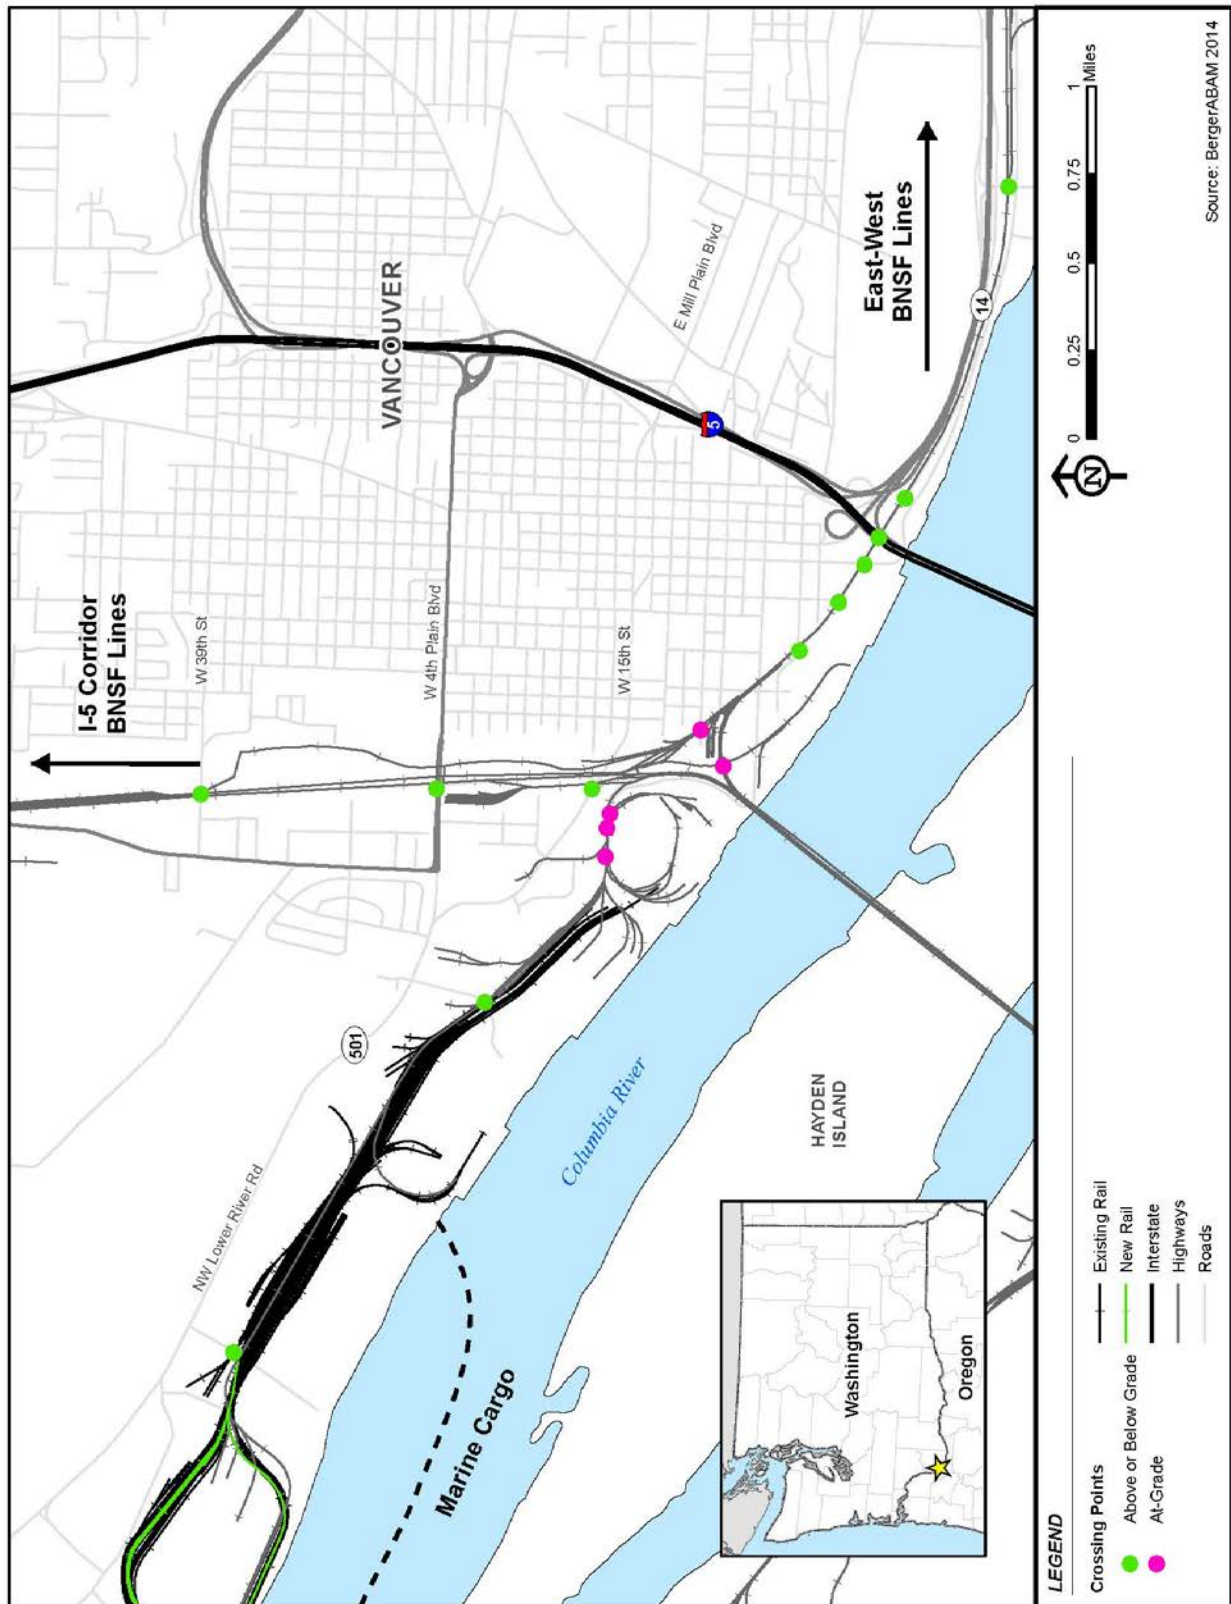 I-5 Corridor
BNSF Lines
W 39th St
VANCOUVER
W 4th Plain Blvd
501
NW Lower River Rd
W 15th St
E Mill Plain Blvd
5
East-West
BNSF Lines
14
Columbia River
Marine Cargo
HAYDEN
ISLAND
Washington
Oregon
LEGEND
Crossing Points
Above or Below Grade
At-Grade
Existing Rail
New Rail
Interstate
Highways
Roads
N
0 0.25 0.5 0.75 1
Miles
Source: BergerABAM 2014